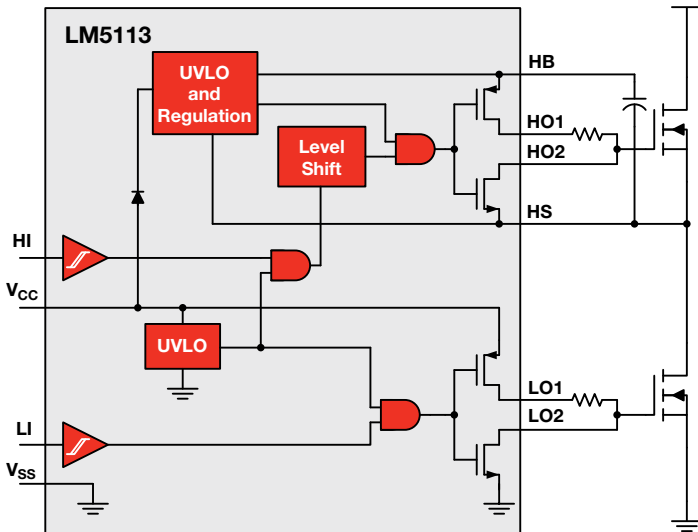 LM5113
UVLO
and
Regulation
HB
HO1
Level
Shift
HO2
HS
HI
VCC
UVLO
LO1
LO2
LI
VSS